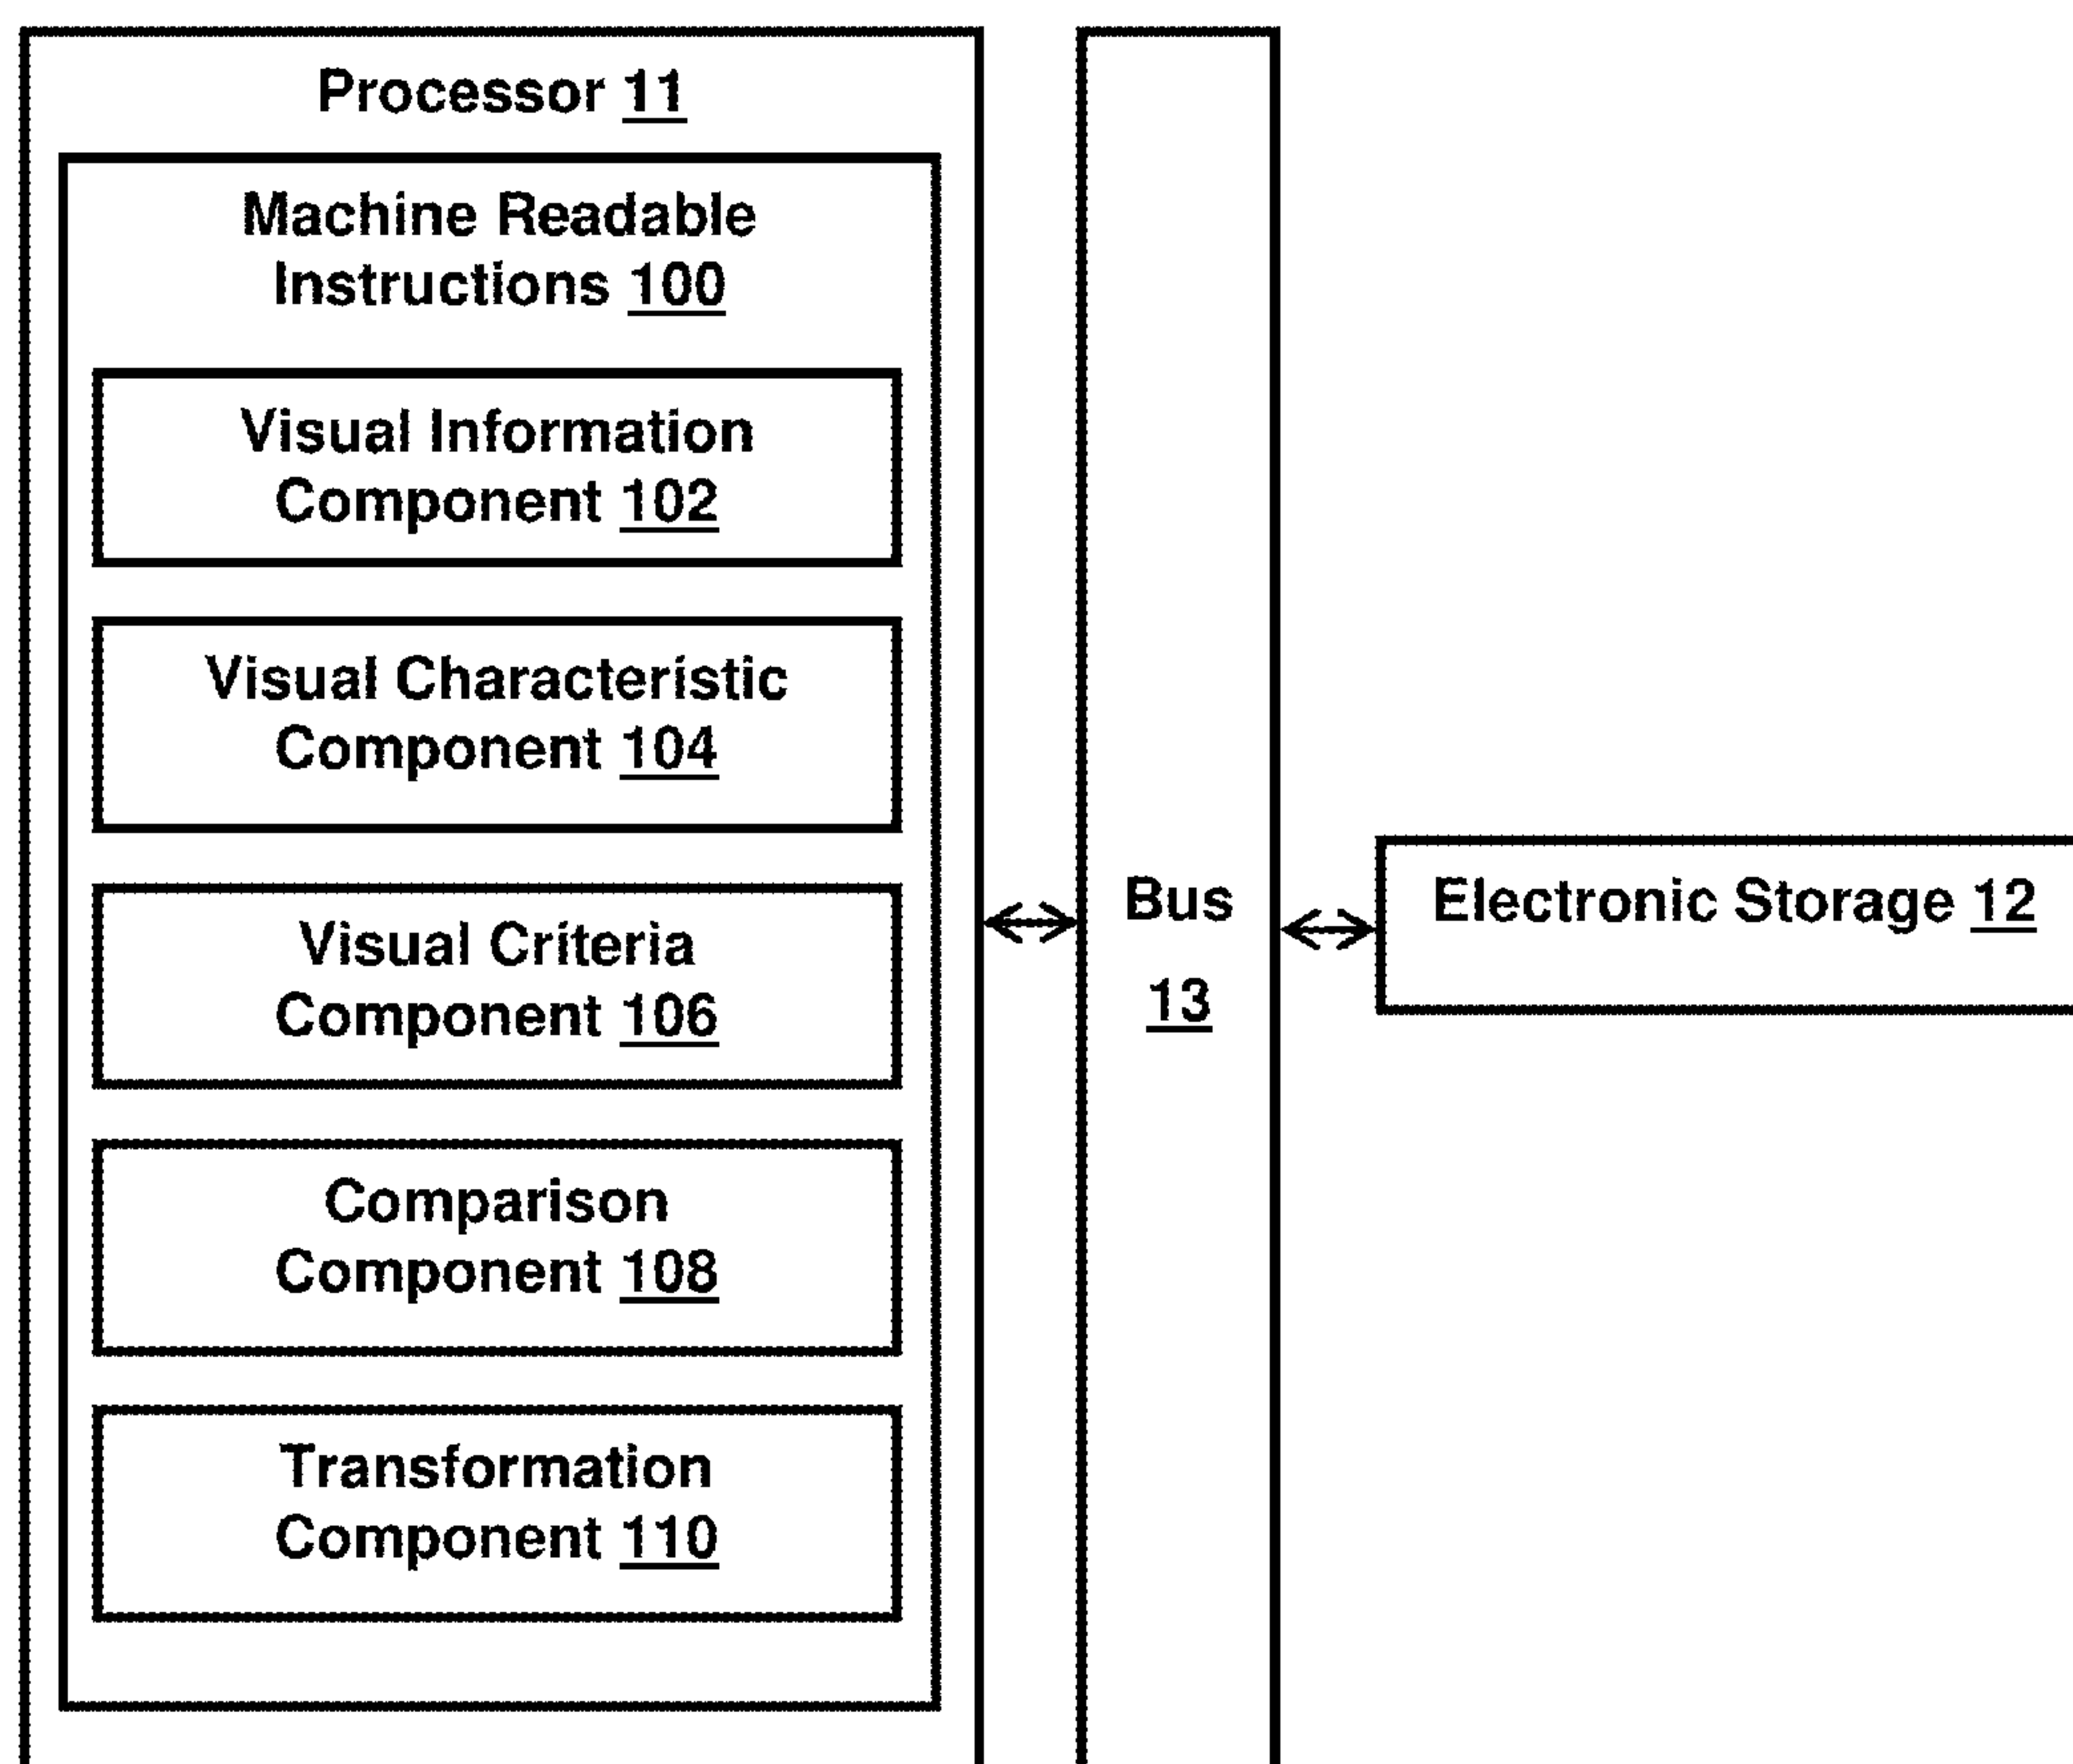 Processor 11
Machine Readable
Instructions 100
Visual Information
Component 102
Visual Characteristic
Component 104
Visual Criteria
Component 106
Comparison
Component 108
Transformation
Component 110
Bus
13
Electronic Storage 12